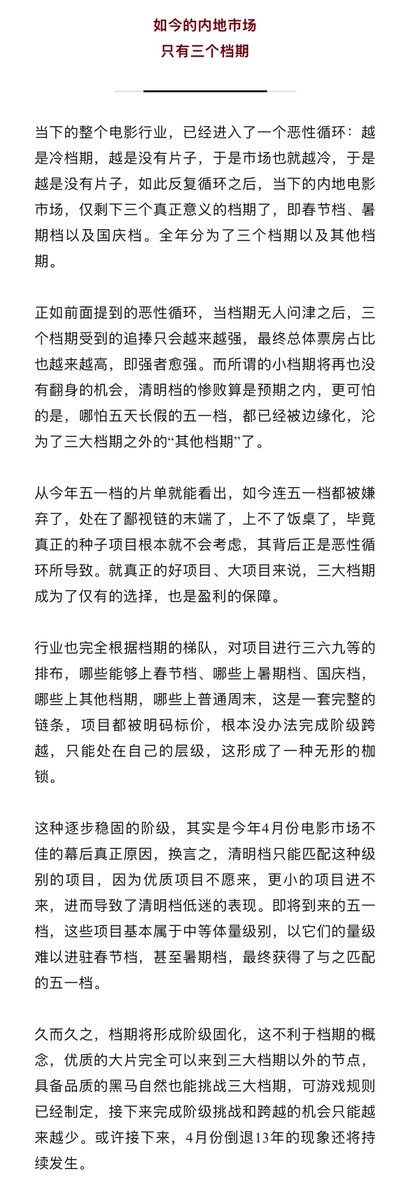 如今的内地市场
只有三个档期
当下的整个电影行业，已经进入了一个恶性循环：越
是冷档期，越是没有片子，于是市场也就越冷，于是
越是没有片子，如此反复循环之后，当下的内地电影
市场，仅剩下三个真正意义的档期了，即春节档、暑
期档以及国庆档。全年分为了三个档期以及其他档
期。
正如前面提到的恶性循环，当档期无人问津之后，三
个档期受到的追捧只会越来越强，最终总体票房占比
也越来越高，即强者愈强。而所谓的小档期将再也没
有翻身的机会，清明档的惨败算是预期之内，更可怕
的是，哪怕五天长假的五一档，都已经被边缘化，沦
为了三大档期之外的“其他档期”了。
从今年五一档的片单就能看出，如今连五一档都被嫌
弃了，处在了鄙视链的末端了，上不了饭桌了，毕竟
真正的种子项目根本就不会考虑，其背后正是恶性循
环所导致。就真正的好项目、大项目来说，三大档期
成为了仅有的选择，也是盈利的保障。
行业也完全根据档期的梯队，对项目进行三六九等的
排布，哪些能够上春节档、哪些上暑期档、国庆档，
哪些上其他档期，哪些上普通周末，这是一套完整的
链条，项目都被明码标价，根本没办法完成阶级跨
越，只能处在自己的层级，这形成了一种无形的枷
锁。
这种逐步稳固的阶级，其实是今年4月份电影市场不
佳的幕后真正原因，换言之，清明档只能匹配这种级
别的项目，因为优质项目不愿来，更小的项目进不
来，进而导致了清明档低迷的表现。即将到来的五一
档，这些项目基本属于中等体量级别，以它们的量级
难以进驻春节档，甚至暑期档，最终获得了与之匹配
的五一档。
久而久之，档期将形成阶级固化，这不利于档期的概
念，优质的大片完全可以来到三大档期以外的节点，
具备品质的黑马自然也能挑战三大档期，可游戏规则
已经制定，接下来完成阶级挑战和跨越的机会只能越
来越少。或许接下来，4月份倒退13年的现象还将持
续发生。